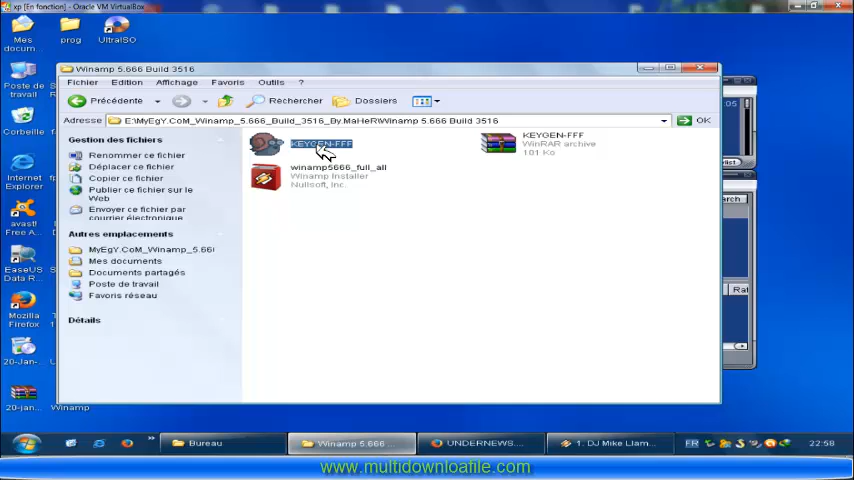 xp [En fonction] - Oracle VM VirtualBox
Mes docum...
prog
UltraISO
Poste de travail
Corbeille
Internet Explorer
avast! Free A...
EaseUS Data R...
Mozilla Firefox
20-Jan-...
20-jan-...
Winamp
Winamp 5.666 Build 3516
Fichier Edition Affichage Favoris Outils ?
Précédente Rechercher Dossiers
Adresse E:\MyEgY.CoM_Winamp_5.666_Build_3516_By.MaHeR\Winamp 5.666 Build 3516 OK
Gestion des fichiers
Renommer ce fichier
Déplacer ce fichier
Copier ce fichier
Publier ce fichier sur le Web
Envoyer ce fichier par courrier électronique
Autres emplacements
MyEgY.CoM_Winamp_5.66
Mes documents
Documents partagés
Poste de travail
Favoris réseau
Détails
KEYGEN-FFF
winamp5666_full_all
Winamp Installer
Nullsoft, Inc.
KEYGEN-FFF
WinRAR archive
101 Ko
:05
list
arch
Rat
Bureau
Winamp 5.666 ...
UNDERNEWS....
1. DJ Mike Llam...
FR
22:58
www.multidownloafile.com